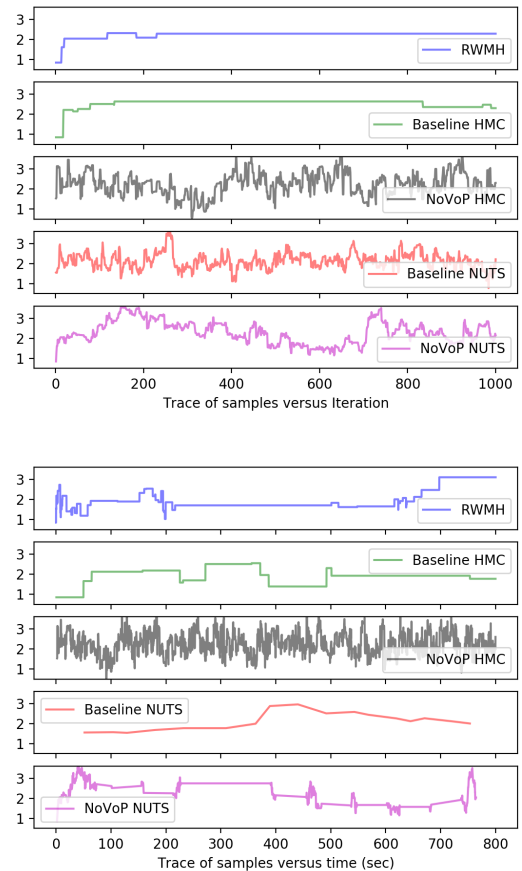 3
2
1
RWMH
3
2
1
Baseline HMC
3
2
1
NoVoP HMC
3
2
1
Baseline NUTS
3
2
1
NoVoP NUTS
0 200 400 600 800 1000
Trace of samples versus Iteration
3
2
1
RWMH
3
2
1
Baseline HMC
3
2
1
NoVoP HMC
3
2
1
Baseline NUTS
3
2
1
NoVoP NUTS
0 100 200 300 400 500 600 700 800
Trace of samples versus time (sec)